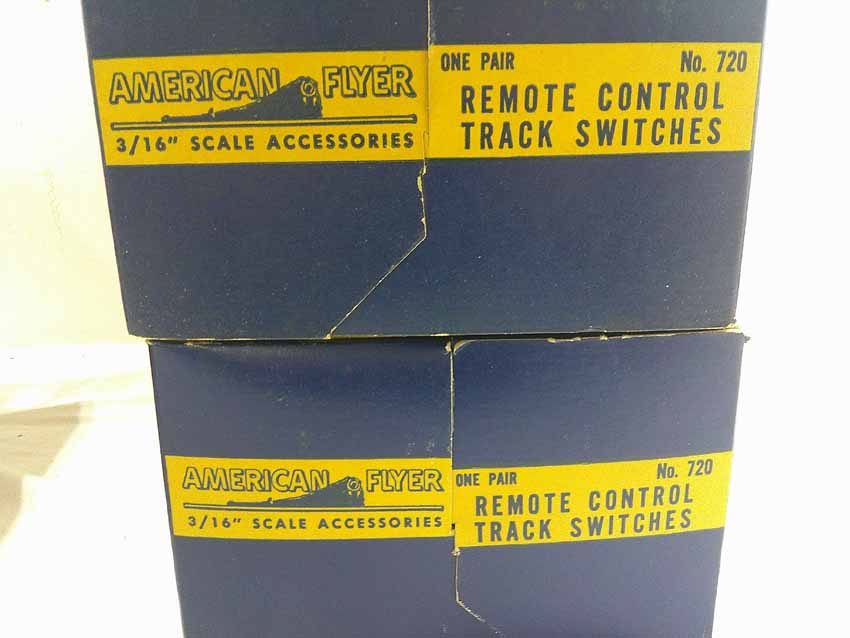 AMERICAN FLYER
3/16" SCALE ACCESSORIES
ONE PAIR No. 720
REMOTE CONTROL
TRACK SWITCHES
AMERICAN FLYER
3/16" SCALE ACCESSORIES
ONE PAIR No. 720
REMOTE CONTROL
TRACK SWITCHES